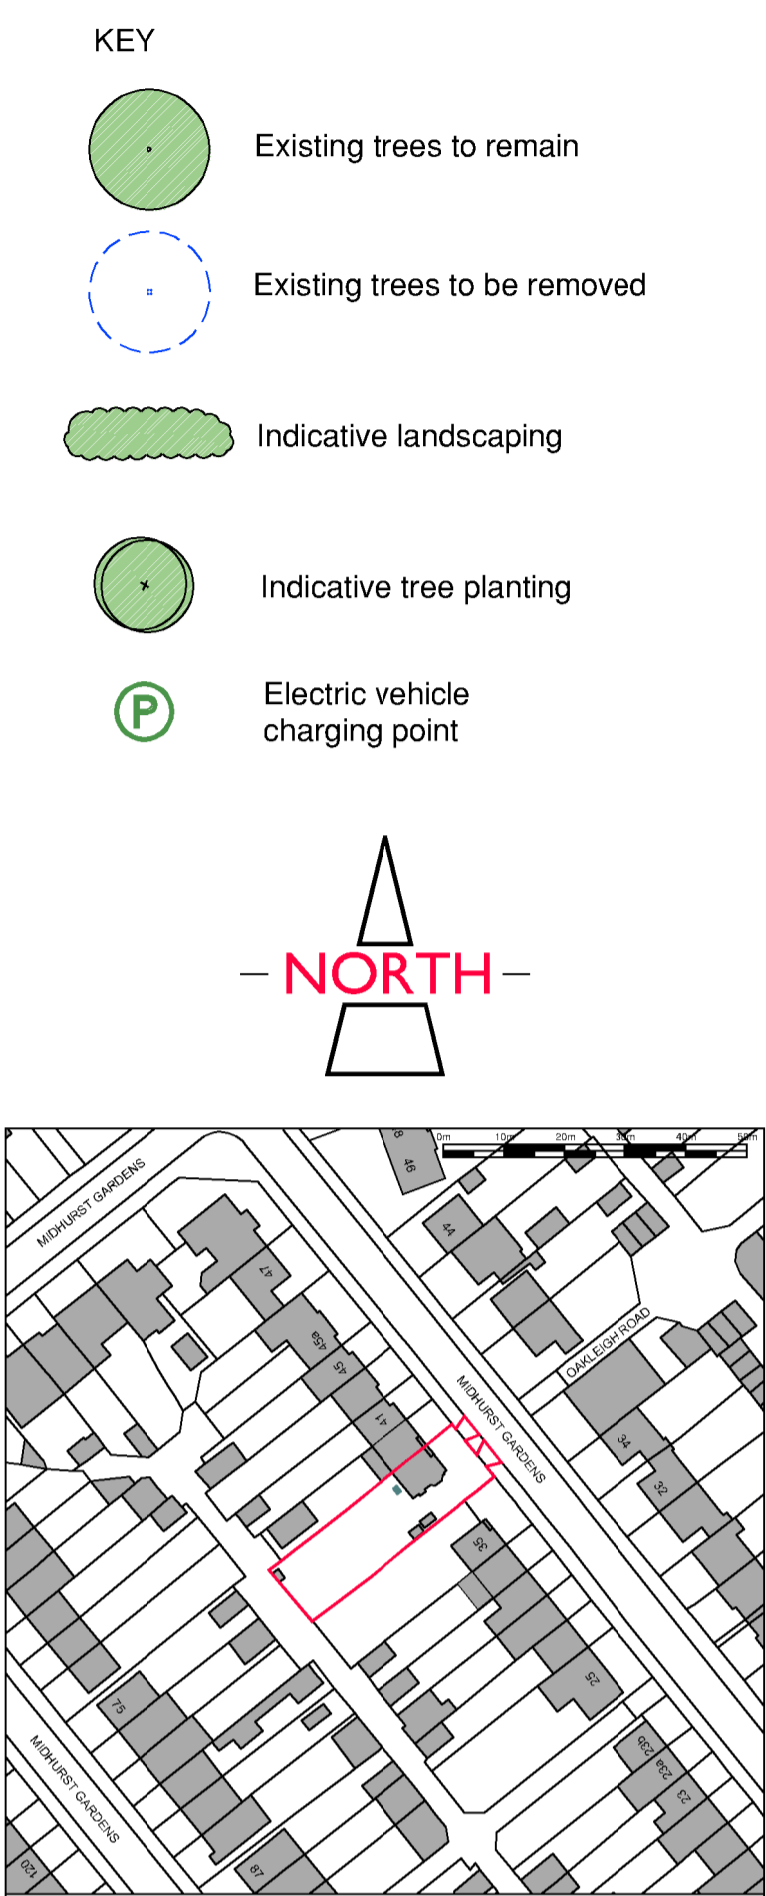 KEY
Existing trees to remain
Existing trees to be removed
Indicative landscaping
Indicative tree planting
P
Electric vehicle
charging point
NORTH
0m 10m 20m 30m 40m 50m
46
MIDHURST GARDENS
44
47
45a
45
OAKLEIGH ROAD
MIDHURST GARDENS
41
34
32
35
25
75
23b
23a
23
MIDHURST GARDENS
87
120